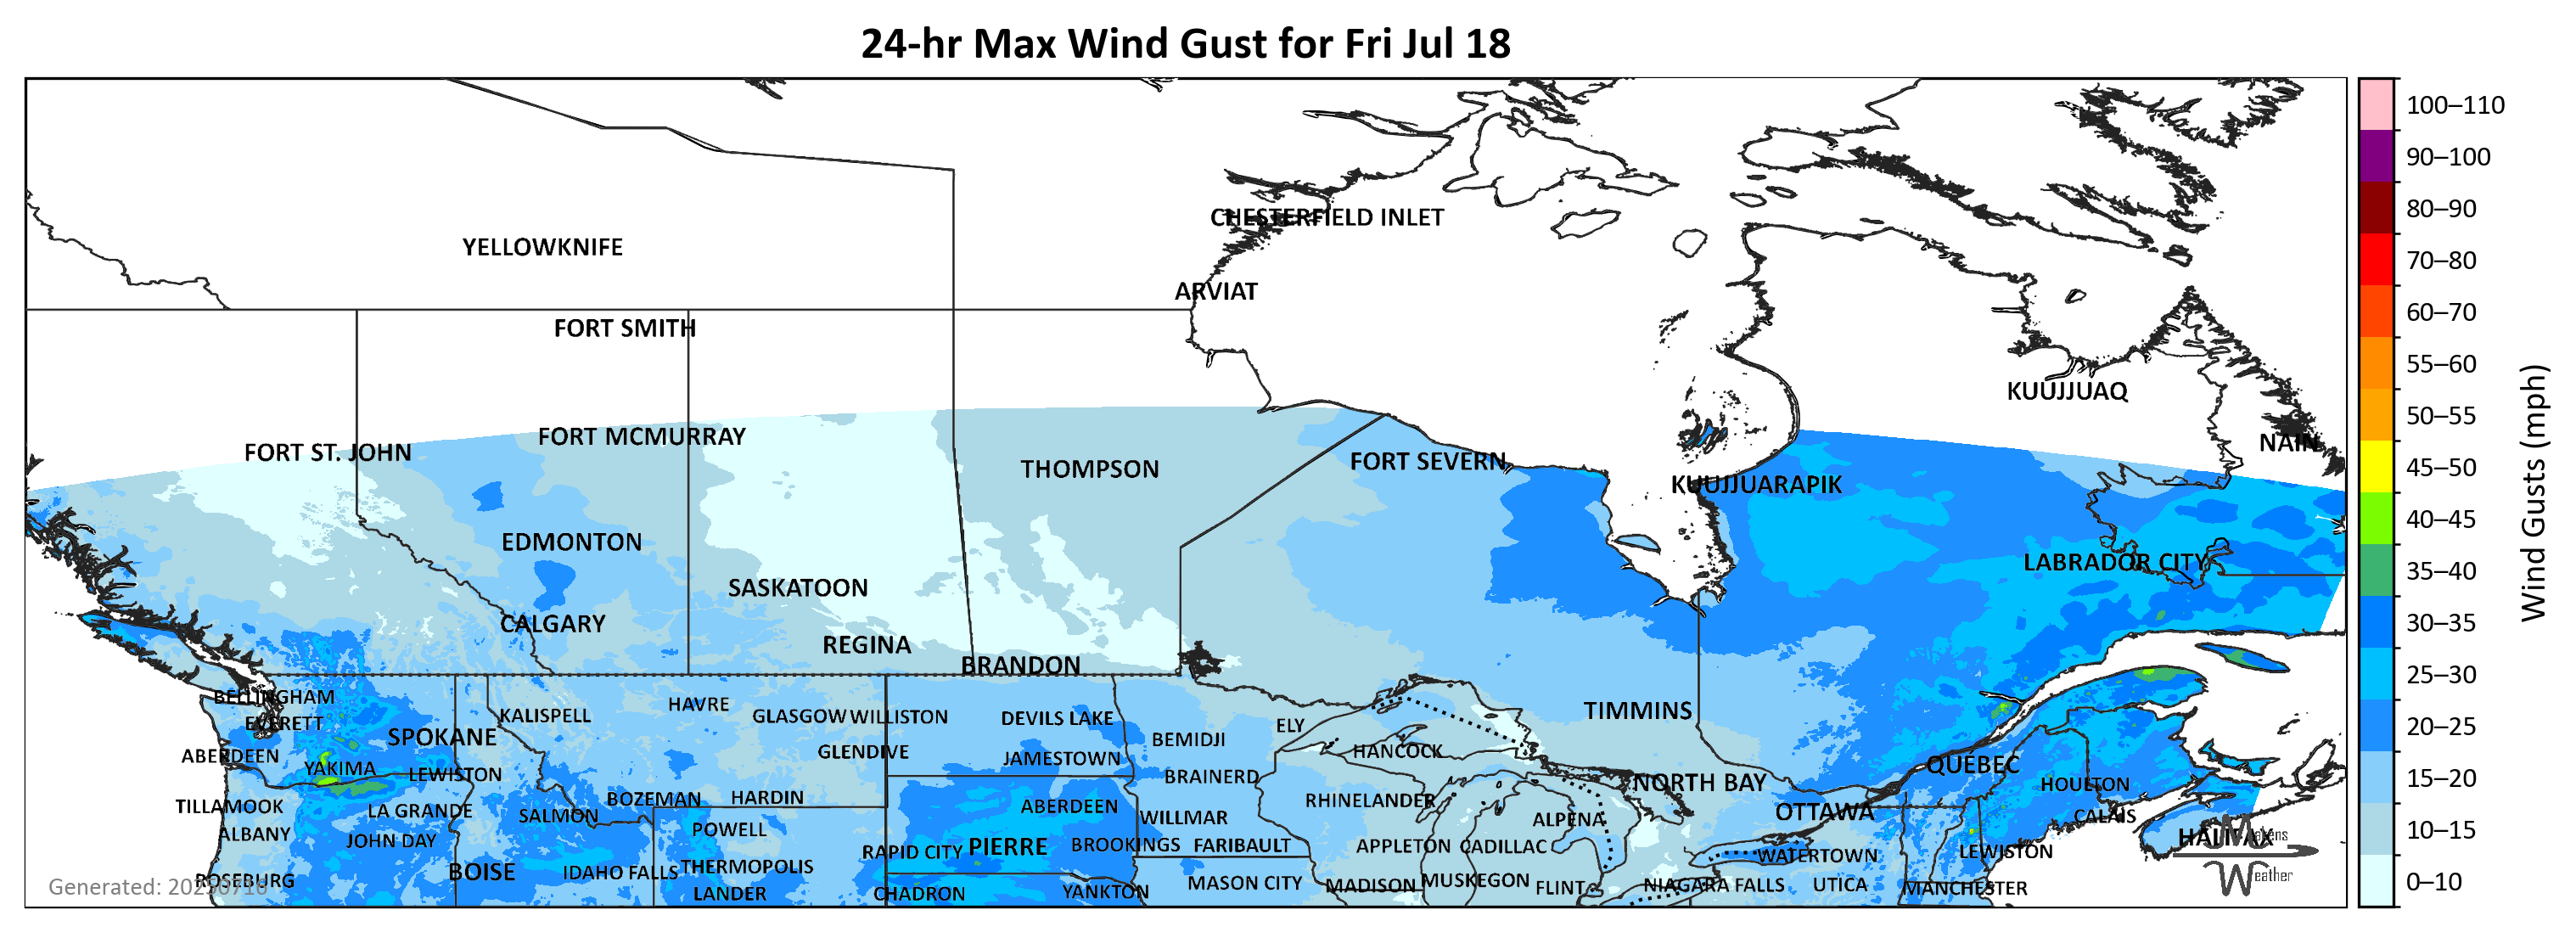 24-hr Max Wind Gust for Fri Jul 18
100–110
90–100
80–90
70–80
60–70
55–60
50–55
45–50
40–45
35–40
30–35
25–30
20–25
15–20
10–15
0–10
Wind Gusts (mph)
CHESTERFIELD INLET
YELLOWKNIFE
ARVIAT
FORT SMITH
KUUJJUAQ
NAIN
FORT MCMURRAY
FORT ST. JOHN
THOMPSON
FORT SEVERN
KUUJJUARAPIK
EDMONTON
LABRADOR CITY
SASKATOON
CALGARY
REGINA
BRANDON
BELLINGHAM
HAVRE
TIMMINS
KALISPELL
GLASGOW WILLISTON
DEVILS LAKE
EVERETT
ELY
SPOKANE
BEMIDJI
HANCOCK
ABERDEEN
GLENDIVE
JAMESTOWN
QUEBEC
YAKIMA
LEWISTON
BRAINERD
NORTH BAY
HOULTON
BOZEMAN
HARDIN
RHINELANDER
TILLAMOOK
LA GRANDE
ABERDEEN
OTTAWA
SALMON
WILLMAR
ALPENA
CALAIS
ALBANY
POWELL
HALIFAX
Makens
JOHN DAY
RAPID CITY
PIERRE
BROOKINGS
FARIBAULT
APPLETON
CADILLAC
WATERTOWN
LEWISTON
BOISE
IDAHO FALLS
THERMOPOLIS
Weather
ROSEBURG
MASON CITY
MADISON
MUSKEGON
FLINT
NIAGARA FALLS
UTICA
MANCHESTER
LANDER
CHADRON
YANKTON
Generated: 20250716